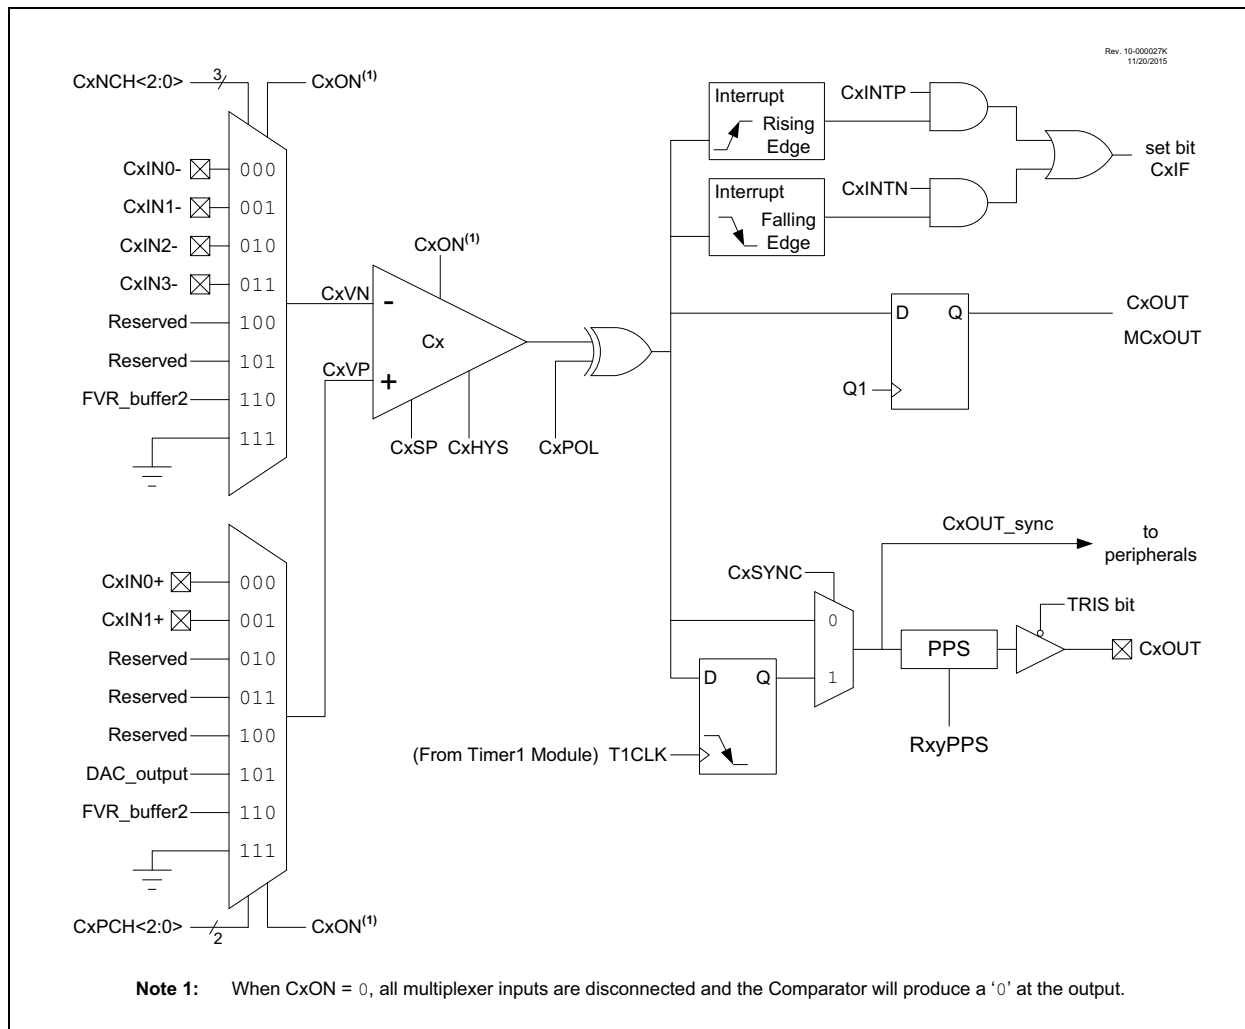 Rev. 10-000027K
11/20/2015
CxNCH<2:0>
3
CxON(1)
CxIN0-
000
CxIN1-
001
CxIN2-
010
CxIN3-
011
Reserved
100
Reserved
101
FVR_buffer2
110
111
CxVN
CxVP
CxON(1)
-
Cx
+
CxSP
CxHYS
CxPOL
Interrupt
Rising
Edge
CxINTP
Interrupt
Falling
Edge
CxINTN
set bit
CxIF
D
Q
Q1
CxOUT
MCxOUT
CxOUT_sync
to
peripherals
CxSYNC
0
1
TRIS bit
PPS
CxOUT
RxyPPS
D
Q
(From Timer1 Module) T1CLK
CxIN0+
000
CxIN1+
001
Reserved
010
Reserved
011
Reserved
100
DAC_output
101
FVR_buffer2
110
111
CxPCH<2:0>
2
CxON(1)
Note 1: When CxON = 0, all multiplexer inputs are disconnected and the Comparator will produce a ‘0’ at the output.